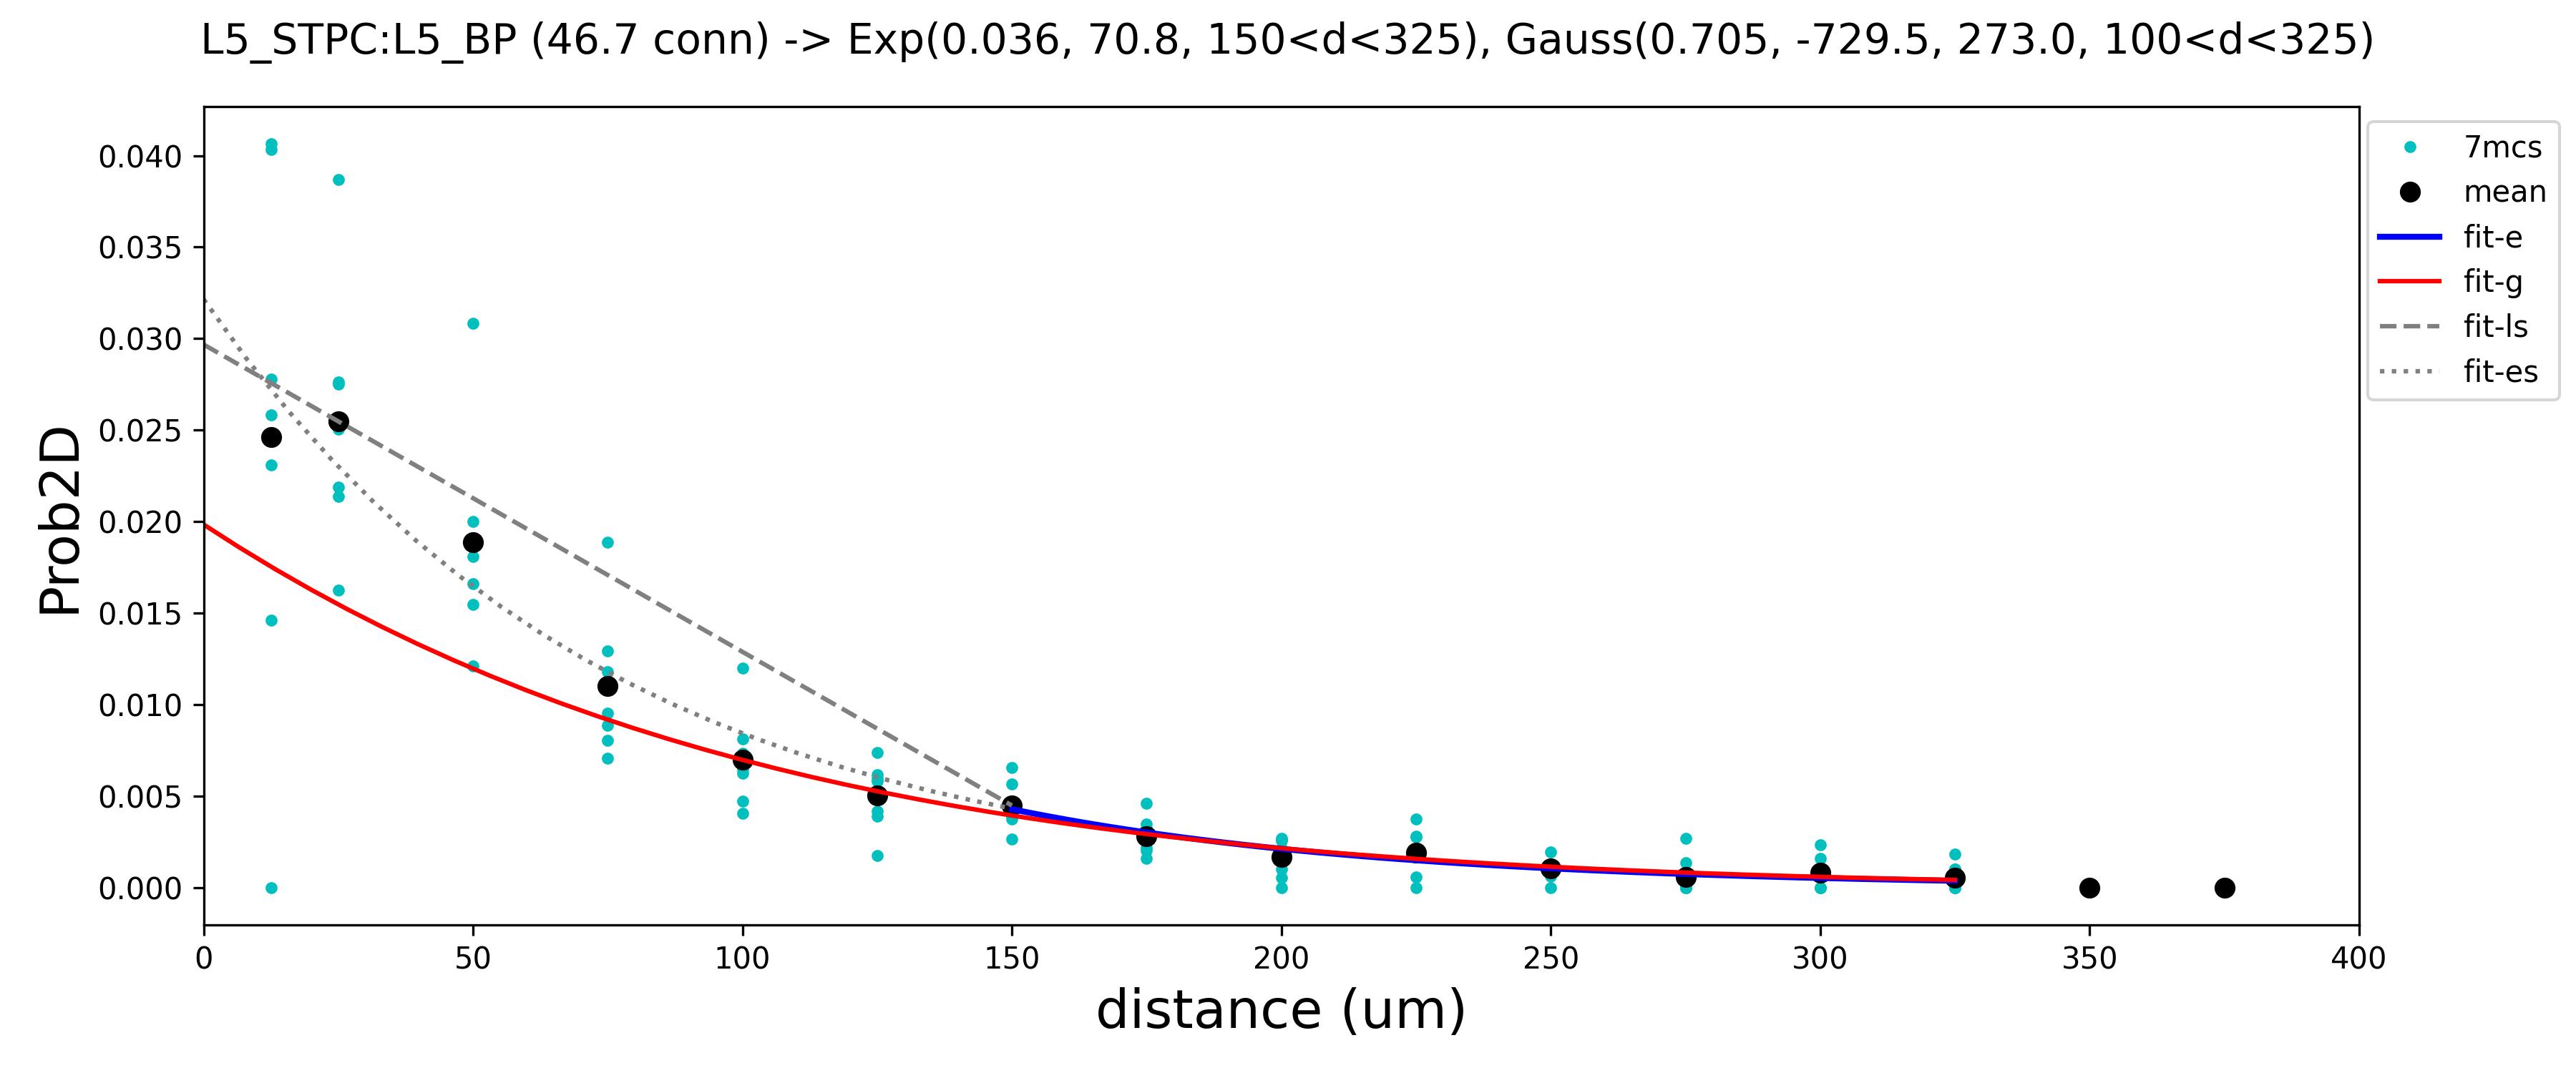 L5_STPC:L5_BP (46.7 conn) -> Exp(0.036, 70.8, 150<d<325), Gauss(0.705, -729.5, 273.0, 100<d<325)
0.040
0.035
0.030
0.025
0.020
0.015
0.010
0.005
0.000
Prob2D
0 50 100 150 200 250 300 350 400
distance (um)
7mcs
mean
fit-e
fit-g
fit-ls
fit-es